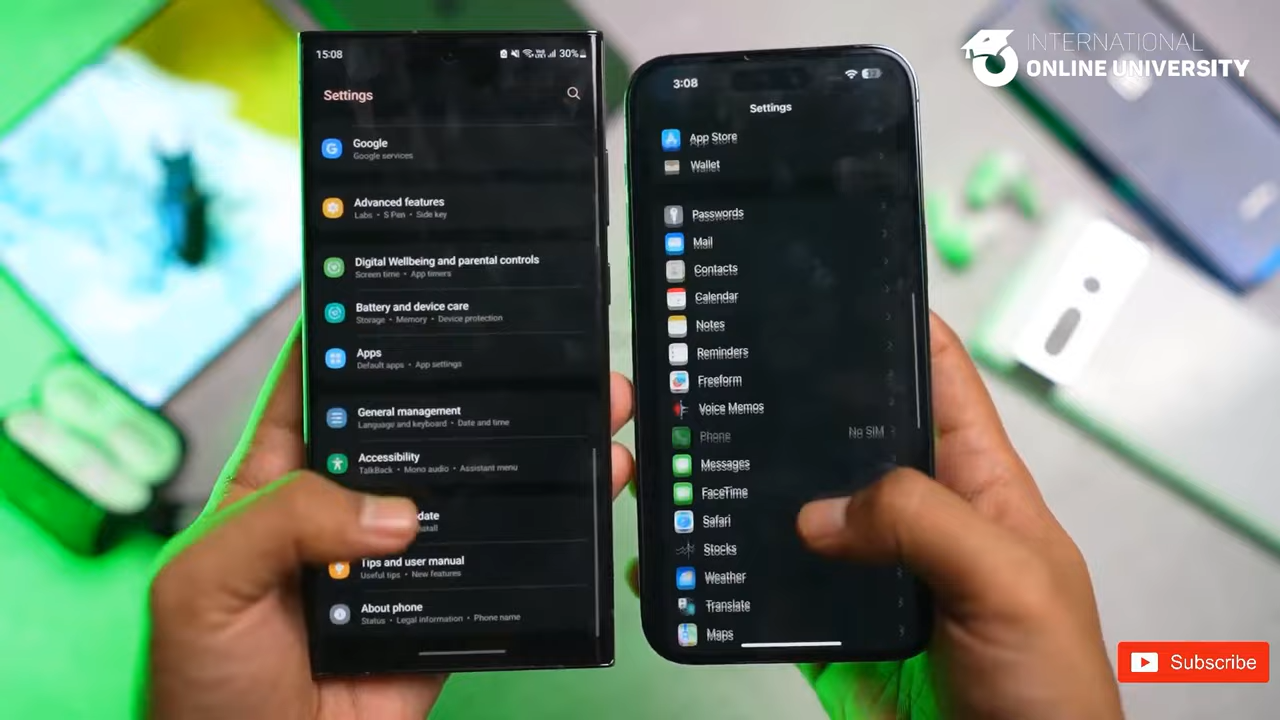 INTERNATIONAL
ONLINE UNIVERSITY
15:08
30%
Settings
Google
Google services
Advanced features
Labs • S Pen • Side key
Digital Wellbeing and parental controls
Screen time • App timers
Battery and device care
Storage • Memory • Device protection
Apps
Default apps • App settings
General management
Language and keyboard • Date and time
Accessibility
TalkBack • Mono audio • Assistant menu
date
nstall
Tips and user manual
Useful tips • New features
About phone
Status • Legal information • Phone name
3:08
Settings
App Store
Wallet
Passwords
Mail
Contacts
Calendar
Notes
Reminders
Freeform
Voice Memos
Phone
No SIM
Messages
FaceTime
Safari
Stocks
Weather
Translate
Maps
Subscribe